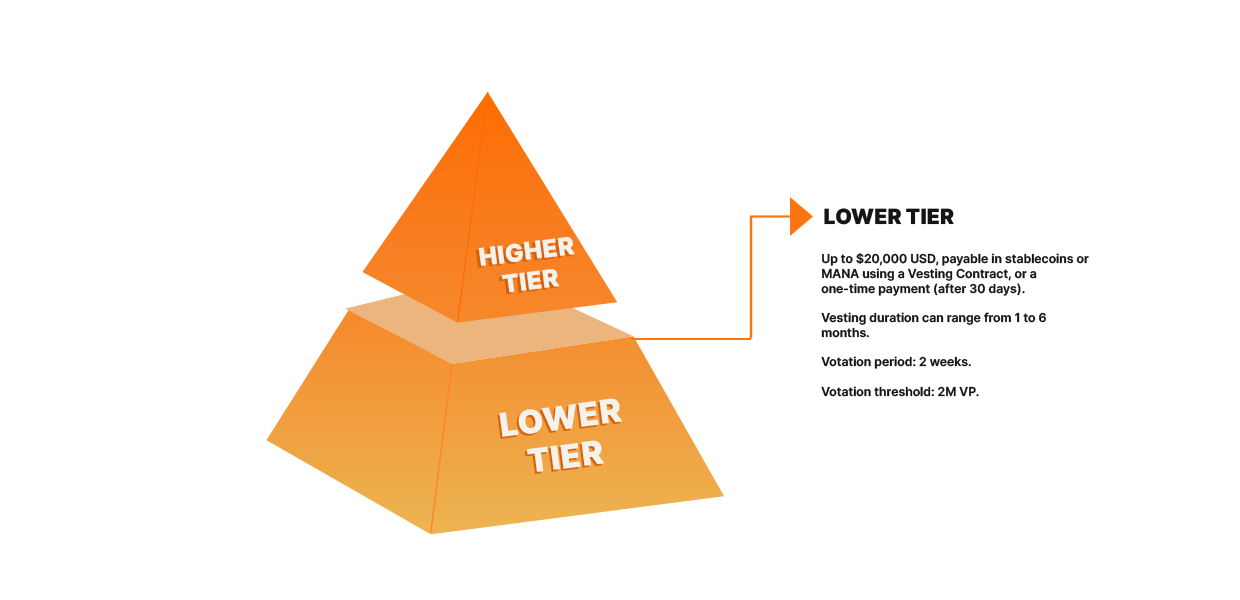 HIGHER
TIER
LOWER
TIER
LOWER TIER
Up to $20,000 USD, payable in stablecoins or
MANA using a Vesting Contract, or a
one-time payment (after 30 days).
Vesting duration can range from 1 to 6
months.
Votation period: 2 weeks.
Votation threshold: 2M VP.